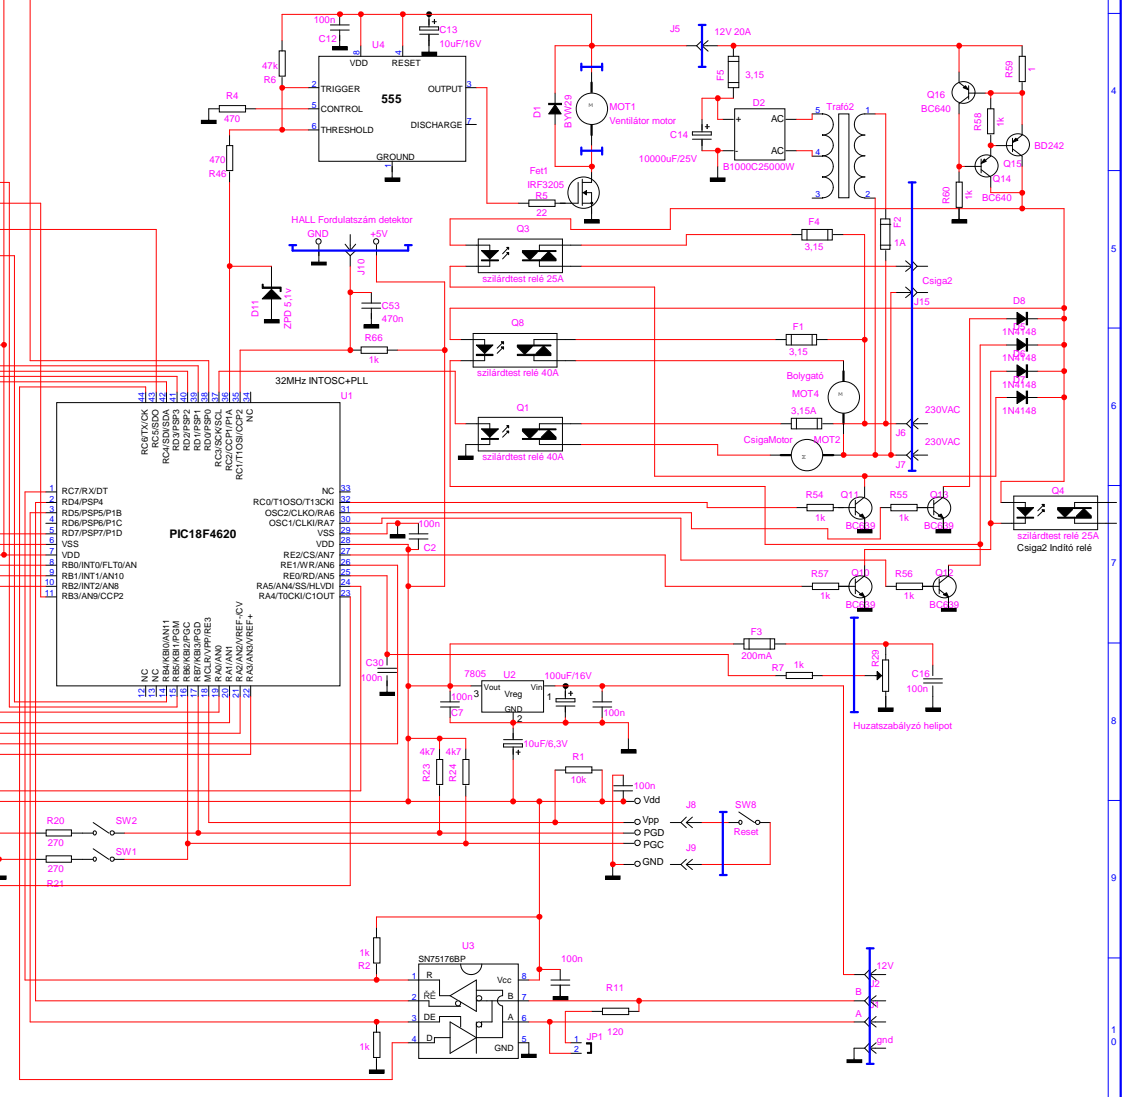 100n
C12
C13
10uF/16V
U4
8
4
VDD
RESET
47k
R6
2
TRIGGER
OUTPUT
3
555
5
CONTROL
DISCHARGE
7
6
THRESHOLD
GROUND
1
R4
470
470
R46
D1
BYW29
M
MOT1
Ventilátor motor
Fet1
IRF3205
R5
22
J5
12V 20A
F5
3,15
D2
+
-
AC
AC
B1000C25000W
C14
10000uF/25V
Trafó2
5
4
3
1
2
Q16
BC640
R59
1
R58
1k
BD242
Q15
Q14
BC640
R60
1k
4
5
6
7
8
9
1
0
HALL Fordulatszám detektor
GND
+5V
J10
D11
ZPD 5,1v
C53
470n
R66
1k
Q3
szilárdtest relé 25A
F4
3,15
F2
1A
Csiga2
J15
Q8
szilárdtest relé 40A
F1
3,15
Bolygató
MOT4
M
3,15A
Q1
szilárdtest relé 40A
CsigaMotor
MOT2
M
230VAC
J6
230VAC
J7
D8
1N4148
1N4148
1N4148
1N4148
32MHz INTOSC+PLL
U1
44
43
42
41
40
39
38
37
36
35
34
RC6/TX/CK
RC5/SDO
RC4/SDI/SDA
RD3/PSP3
RD2/PSP2
RD1/PSP1
RD0/PSP0
RC3/SCK/SCL
RC2/CCP1/P1A
RC1/T1OSI/CCP2
NC
1
RC7/RX/DT
2
RD4/PSP4
3
RD5/PSP5/P1B
4
RD6/PSP6/P1C
5
RD7/PSP7/P1D
6
VSS
7
VDD
8
RB0/INT0/FLT0/AN
9
RB1/INT1/AN10
10
RB2/INT2/AN8
11
RB3/AN9/CCP2
PIC18F4620
NC
33
RC0/T1OSO/T13CKI
32
OSC2/CLKO/RA6
31
OSC1/CLKI/RA7
30
VSS
29
VDD
28
RE2/CS/AN7
27
RE1/WR/AN6
26
RE0/RD/AN5
25
RA5/AN4/SS/HLVDI
24
RA4/T0CKI/C1OUT
23
NC
NC
RB4/KBI0/AN11
RB5/KBI1/PGM
RB6/KBI2/PGC
RB7/KBI3/PGD
MCLR/VPP/RE3
RA0/AN0
RA1/AN1
RA2/AN2/VREF-/CV
RA3/AN3/VREF+
12
13
14
15
16
17
18
19
20
21
22
100n
C2
R54
1k
Q11
BC639
R55
1k
Q13
BC639
Q4
szilárdtest relé 25A
Csiga2 Indító relé
R57
1k
Q10
BC639
R56
1k
Q12
BC639
C30
100n
F3
200mA
R7
1k
R29
C16
100n
Huzatszabályzó helipot
7805
U2
3
Vout
Vin
1
Vreg
GND
2
100n
C7
100uF/16V
100n
10uF/6,3V
4k7
4k7
R23
R24
R1
10k
100n
Vdd
Vpp
PGD
PGC
GND
J8
J9
SW8
Reset
R20
270
SW2
SW1
270
R21
1k
R2
U3
SN75176BP
1
R
Vcc
8
2
RE
B
7
3
DE
A
6
4
D
GND
5
100n
1k
R11
120
JP1
1
2
12V
J2
B
A
gnd